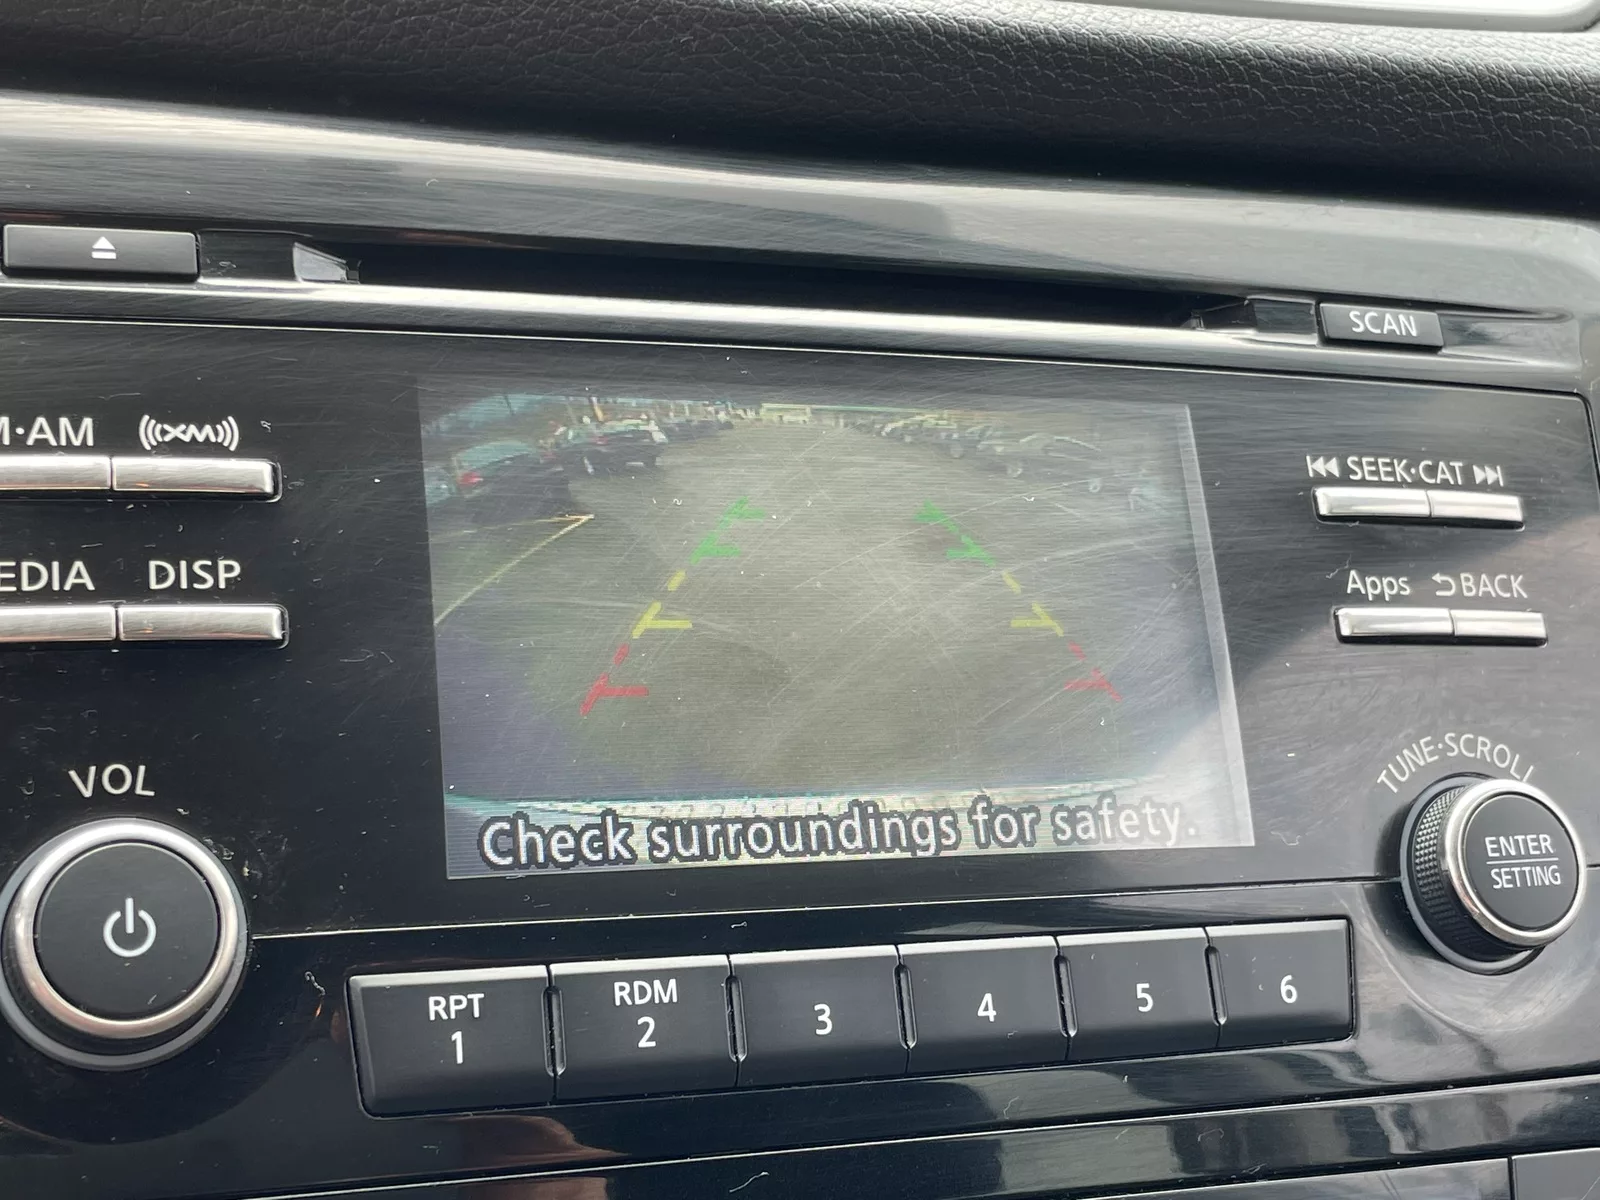 SCAN
M·AM
XM
SEEK·CAT
EDIA
DISP
Apps
BACK
VOL
TUNE·SCROLL
Check surroundings for safety.
ENTER
SETTING
RPT
1
RDM
2
3
4
5
6